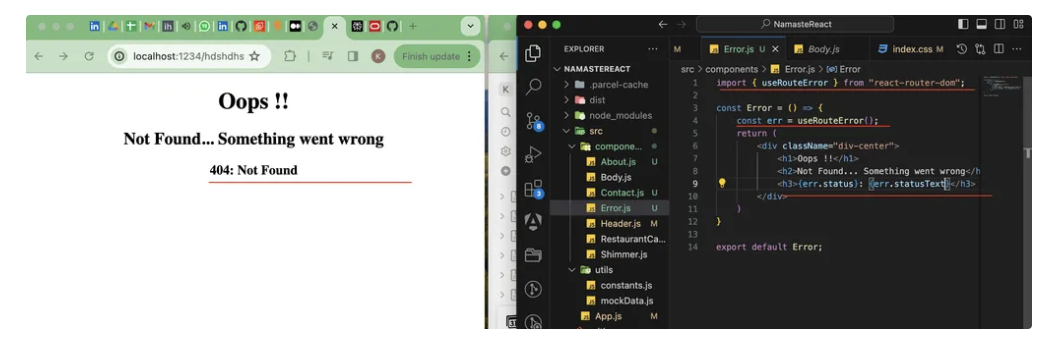 localhost:1234/hdshdhs
Finish update
Oops !!
Not Found... Something went wrong
404: Not Found
NamasteReact
EXPLORER
NAMASTEREACT
.parcel-cache
dist
node_modules
src
compone...
About.js U
Body.js
Contact.js U
Error.js U
Header.js M
RestaurantCa...
Shimmer.js
utils
constants.js
mockData.js
App.js M
M
Error.js U
Body.js
index.css M
src > components > Error.js > Error
1 import { useRouteError } from "react-router-dom";
2
3 const Error = () => {
4 const err = useRouteError();
5 return (
6 <div className="div-center">
7 <h1>Oops !!</h1>
8 <h2>Not Found... Something went wrong</h
9 <h3>{err.status}: {err.statusText}</h3>
10 </div>
11 )
12 }
13
14 export default Error;